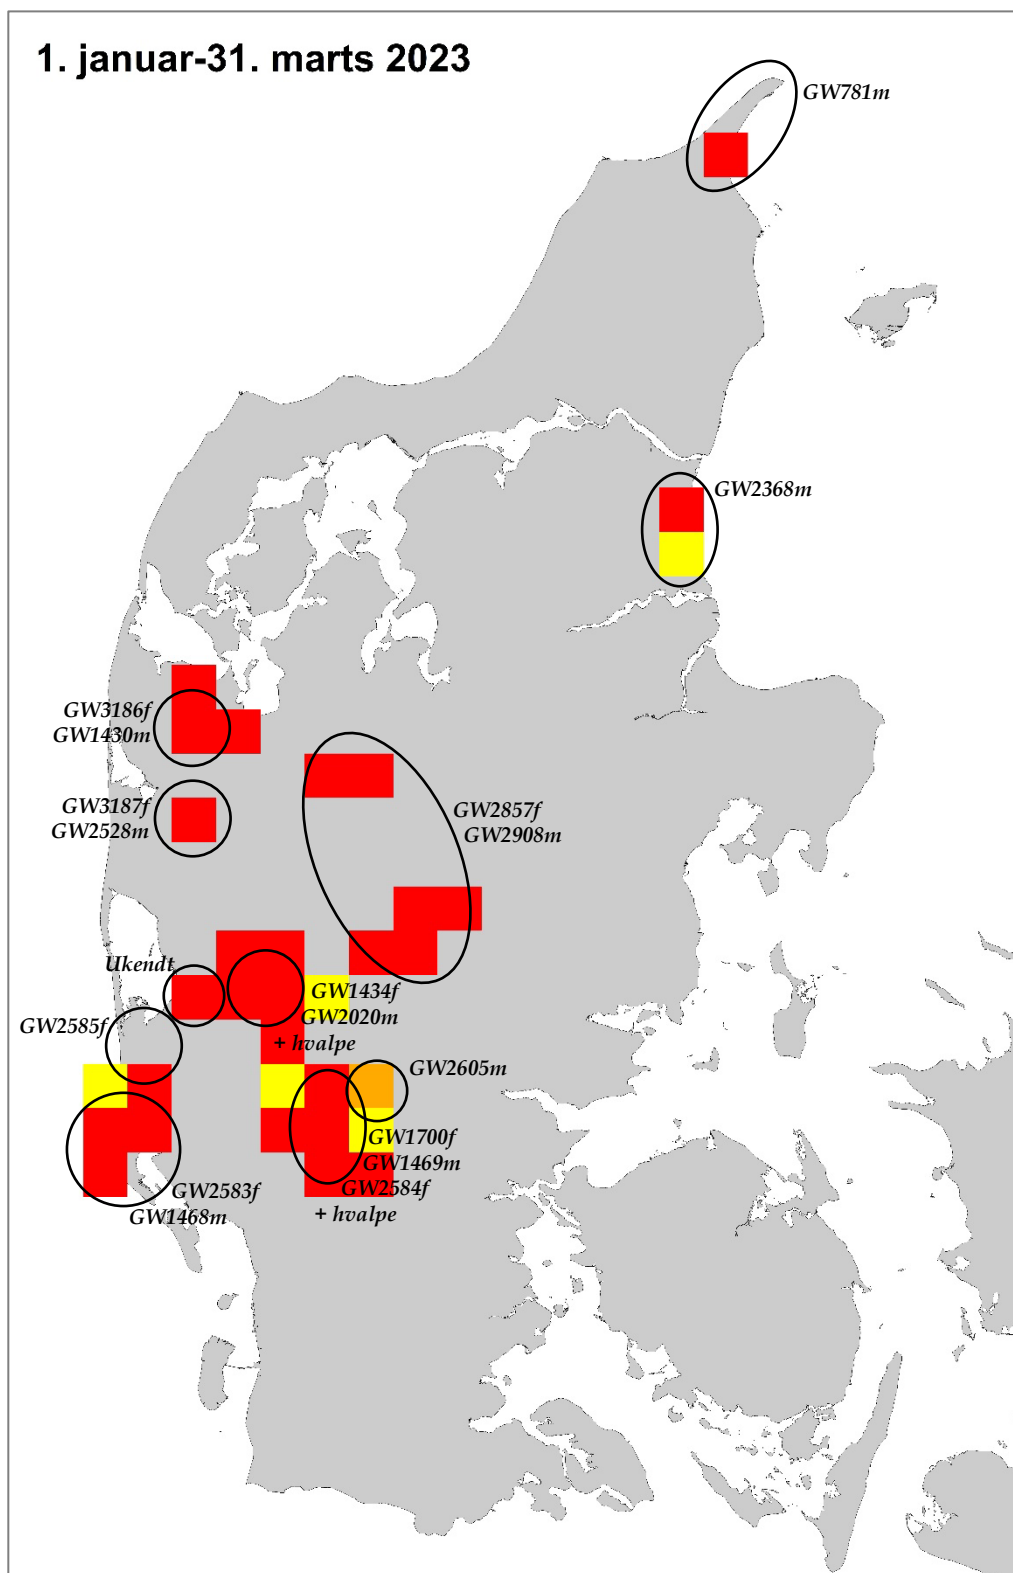 1. januar-31. marts 2023
GW781m
GW2368m
GW3186f
GW1430m
GW3187f
GW2528m
GW2857f
GW2908m
Ukendt
GW1434f
GW2020m
+ hvalpe
GW2585f
GW2605m
GW1700f
GW1469m
GW2584f
+ hvalpe
GW2583f
GW1468m